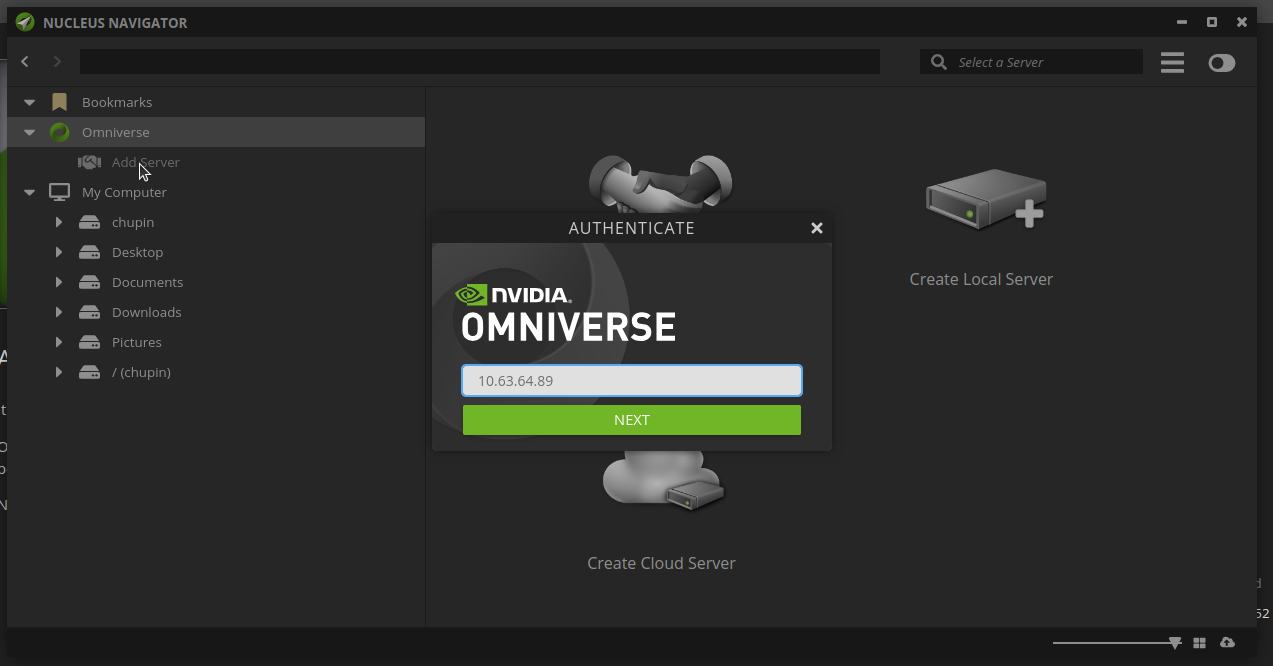 NUCLEUS NAVIGATOR
Select a Server
Bookmarks
Omniverse
Add Server
My Computer
chupin
Desktop
Documents
Downloads
Pictures
/ (chupin)
Create Local Server
AUTHENTICATE
NVIDIA.
OMNIVERSE
10.63.64.89
NEXT
Create Cloud Server